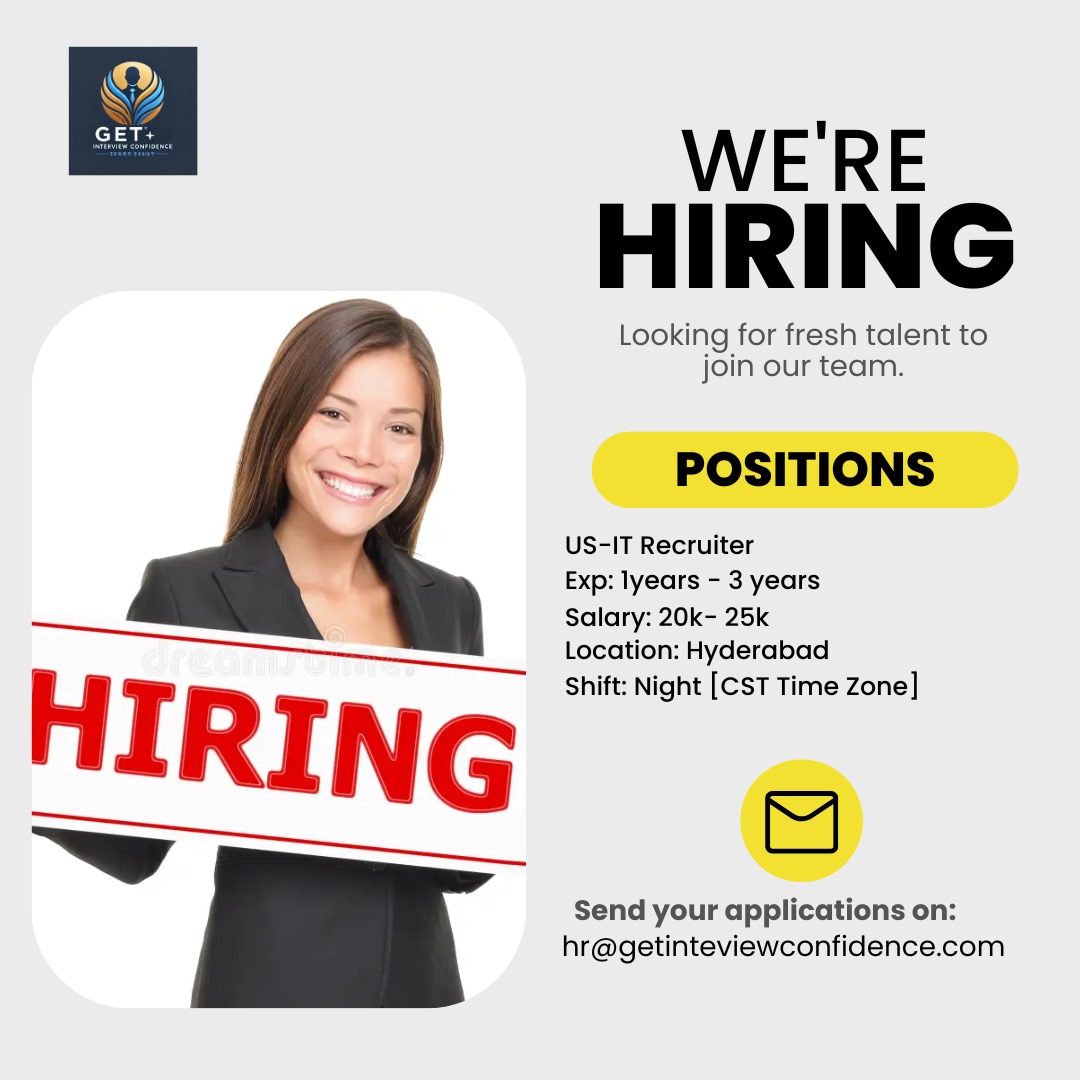 GET+
INTERVIEW CONFIDENCE
WE'RE
HIRING
Looking for fresh talent to
join our team.
POSITIONS
US-IT Recruiter
Exp: 1years - 3 years
Salary: 20k- 25k
Location: Hyderabad
Shift: Night [CST Time Zone]
dreamstime
HIRING
Send your applications on:
hr@getinteviewconfidence.com